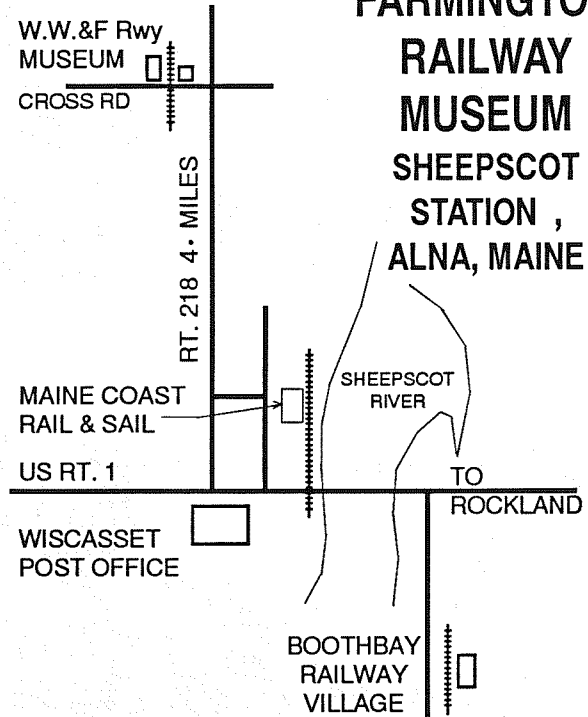 RAILWAY
MUSEUM
SHEEPSCOT
STATION ,
ALNA, MAINE
W.W.&F Rwy
MUSEUM
CROSS RD
RT. 218 4• MILES
MAINE COAST
RAIL & SAIL
SHEEPSCOT
RIVER
US RT. 1
TO
ROCKLAND
WISCASSET
POST OFFICE
BOOTHBAY
RAILWAY
VILLAGE